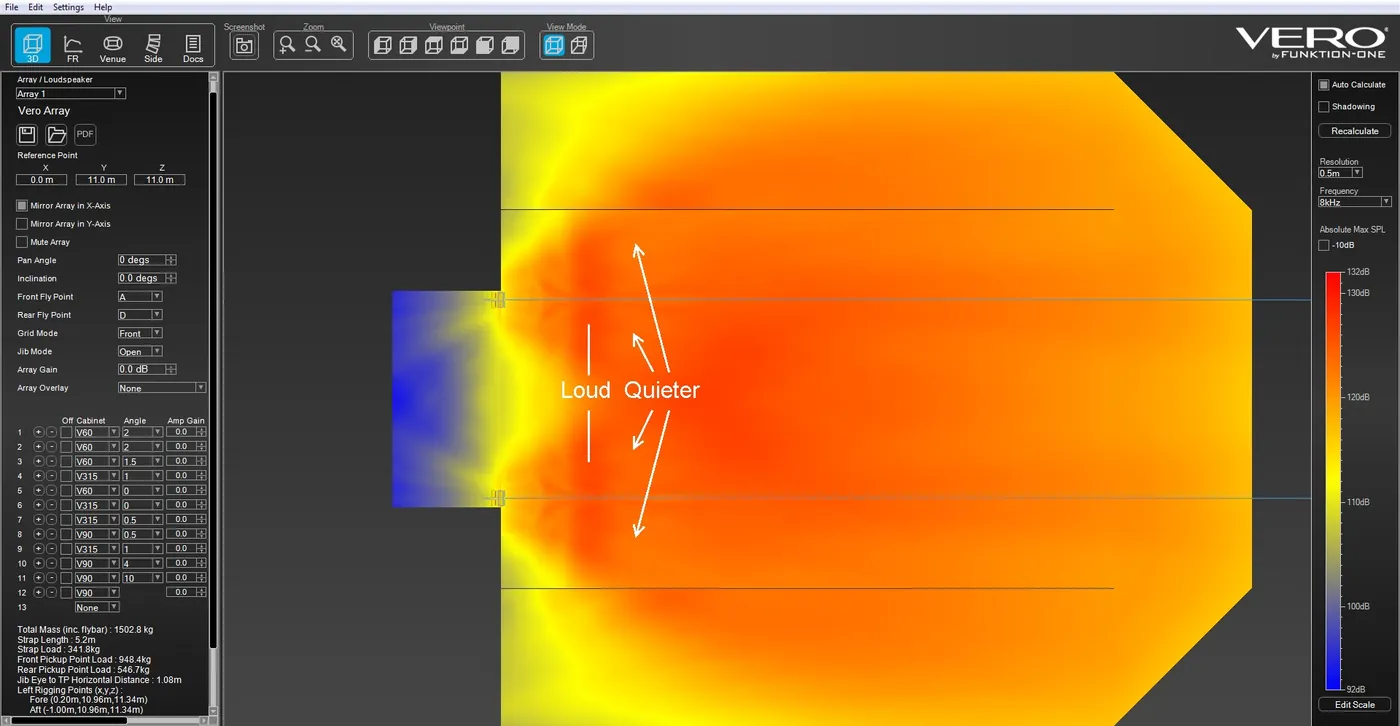 File Edit Settings Help
View
Screenshot Zoom Viewpoint View Mode
3D FR Venue Side Docs
VERO
by FUNKTION-ONE
Array / Loudspeaker
Array 1
Vero Array
PDF
Reference Point
X Y Z
0.0 m 11.0 m 11.0 m
Mirror Array in X-Axis
Mirror Array in Y-Axis
Mute Array
Pan Angle 0 degs
Inclination 0.0 degs
Front Fly Point A
Rear Fly Point D
Grid Mode Front
Jib Mode Open
Array Gain 0.0 dB
Array Overlay None
Off Cabinet Angle Amp Gain
1 + - V60 2 0.0
2 + - V60 2 0.0
3 + - V60 1.5 0.0
4 + - V315 1 0.0
5 + - V60 0 0.0
6 + - V315 0 0.0
7 + - V315 0.5 0.0
8 + - V90 0.5 0.0
9 + - V315 1 0.0
10 + - V90 4 0.0
11 + - V90 10 0.0
12 + - V90 0.0
13 None
Total Mass (inc. flybar) : 1502.8 kg
Strap Length : 5.2m
Strap Load : 341.8kg
Front Pickup Point Load : 948.4kg
Rear Pickup Point Load : 546.7kg
Jib Eye to TP Horizontal Distance : 1.08m
Left Rigging Points (x,y,z) :
Fore (0.20m,10.96m,11.34m)
Aft (-1.00m,10.96m,11.34m)
Loud Quieter
Auto Calculate
Shadowing
Recalculate
Resolution
0.5m
Frequency
8kHz
Absolute Max SPL
-10dB
132dB
130dB
120dB
110dB
100dB
92dB
Edit Scale